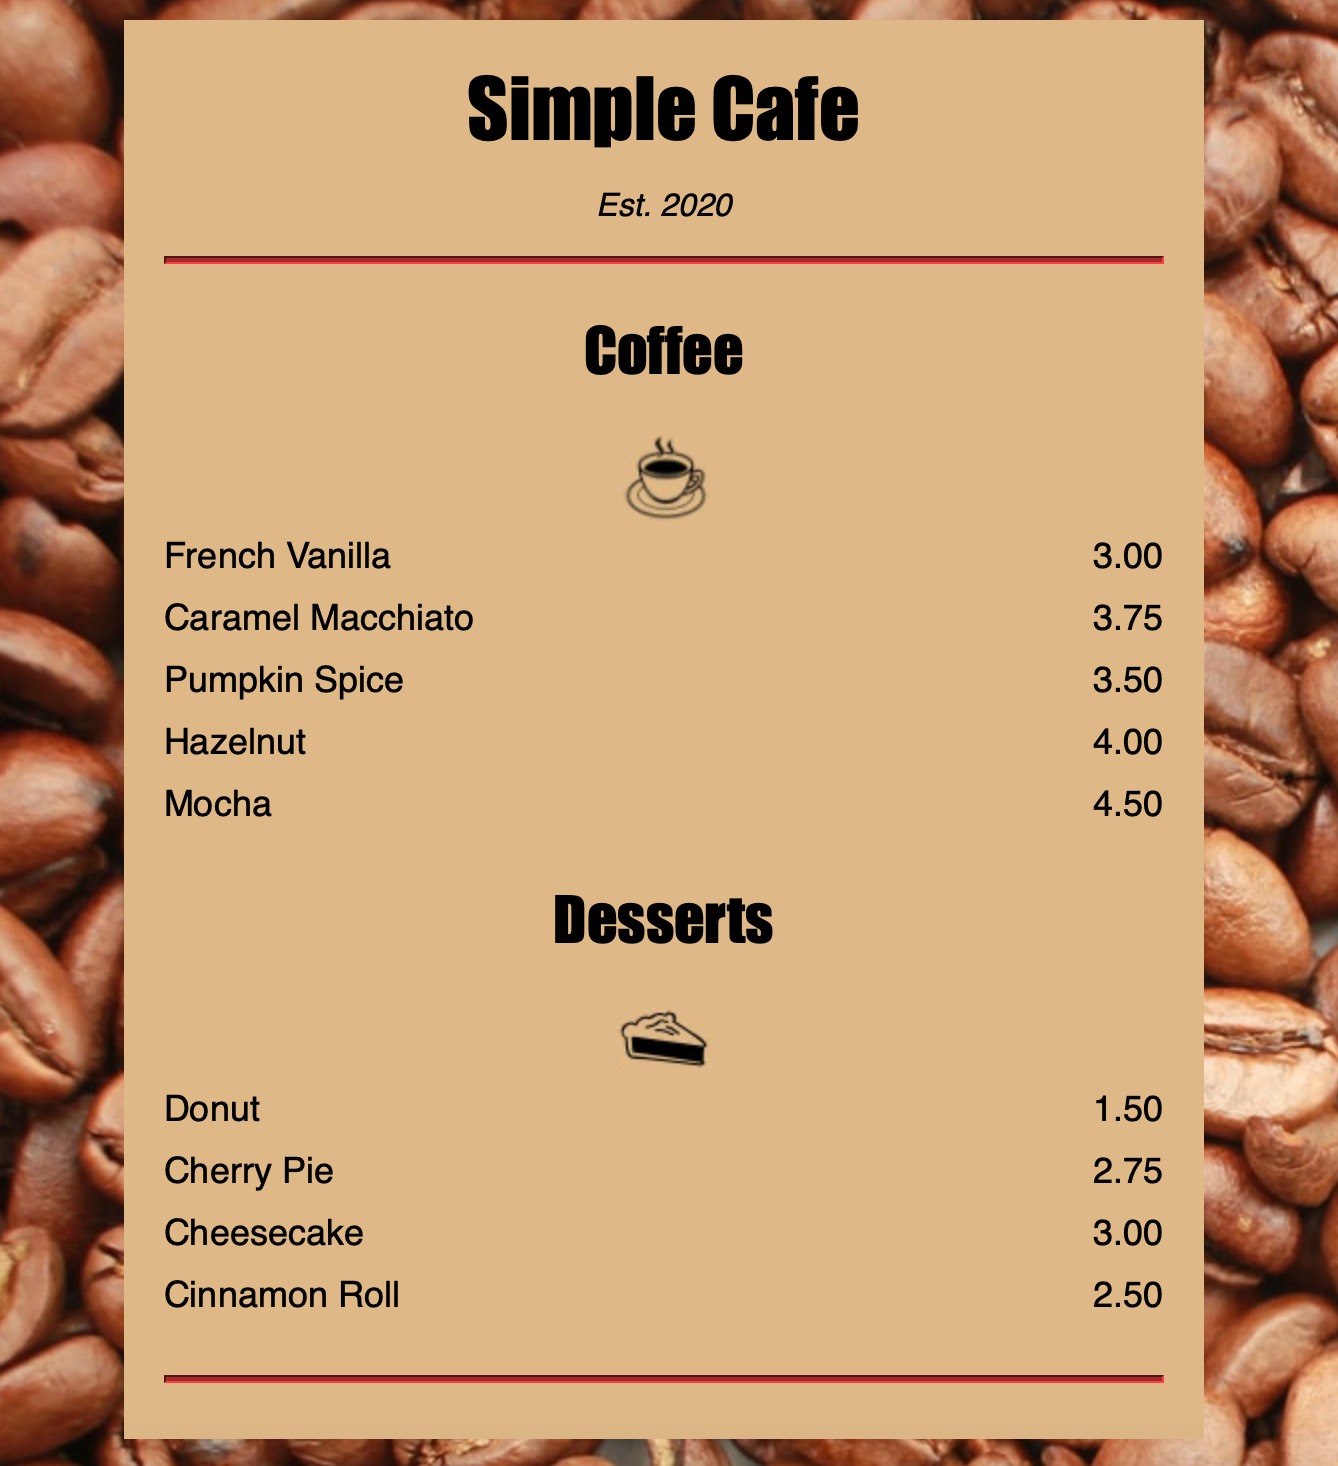 Simple Cafe
Est. 2020
Coffee
French Vanilla 3.00
Caramel Macchiato 3.75
Pumpkin Spice 3.50
Hazelnut 4.00
Mocha 4.50
Desserts
Donut 1.50
Cherry Pie 2.75
Cheesecake 3.00
Cinnamon Roll 2.50